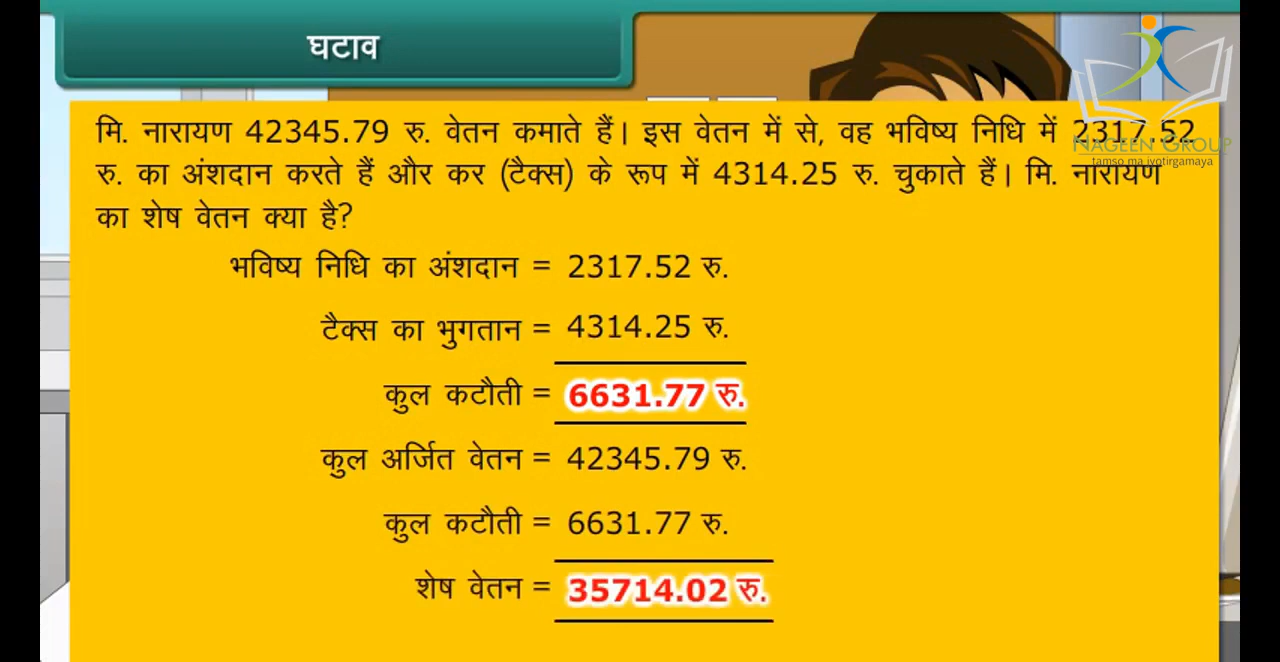 घटाव
मि. नारायण 42345.79 रु. वेतन कमाते हैं। इस वेतन में से, वह भविष्य निधि में 2317.52
रु. का अंशदान करते हैं और कर (टैक्स) के रूप में 4314.25 रु. चुकाते हैं। मि. नारायण
का शेष वेतन क्या है?
भविष्य निधि का अंशदान = 2317.52 रु.
टैक्स का भुगतान = 4314.25 रु.
कुल कटौती = 6631.77 रु.
कुल अर्जित वेतन = 42345.79 रु.
कुल कटौती = 6631.77 रु.
शेष वेतन = 35714.02 रु.
NAGEEN GROUP
tamso ma jyotirgamaya